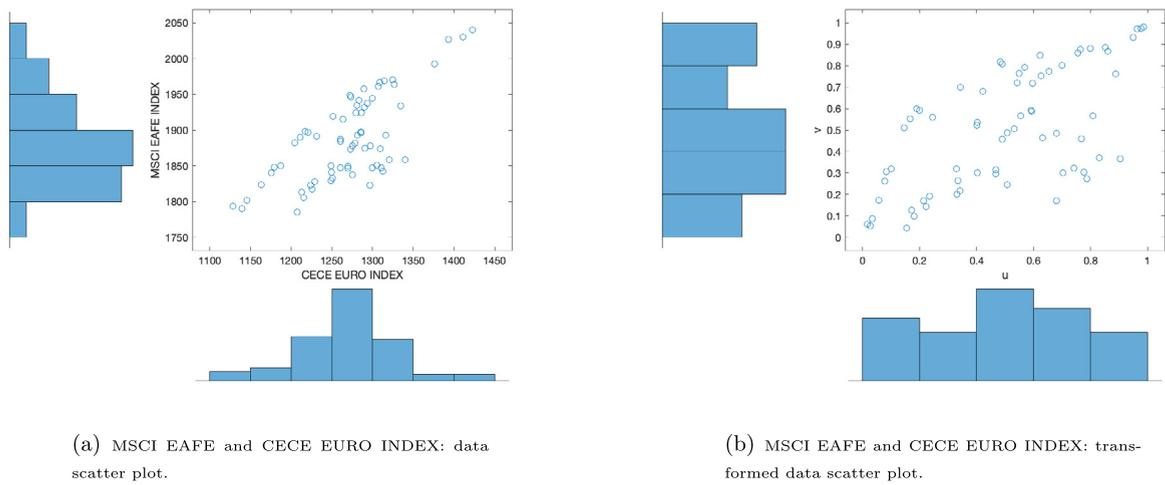 2050
2000
1950
1900
1850
1800
1750
MSCI EAFE INDEX
1100 1150 1200 1250 1300 1350 1400 1450
CECE EURO INDEX
(a) MSCI EAFE and CECE EURO INDEX: data
scatter plot.
1
0.9
0.8
0.7
0.6
0.5
0.4
0.3
0.2
0.1
0
v
0 0.2 0.4 0.6 0.8 1
u
(b) MSCI EAFE and CECE EURO INDEX: trans-
formed data scatter plot.